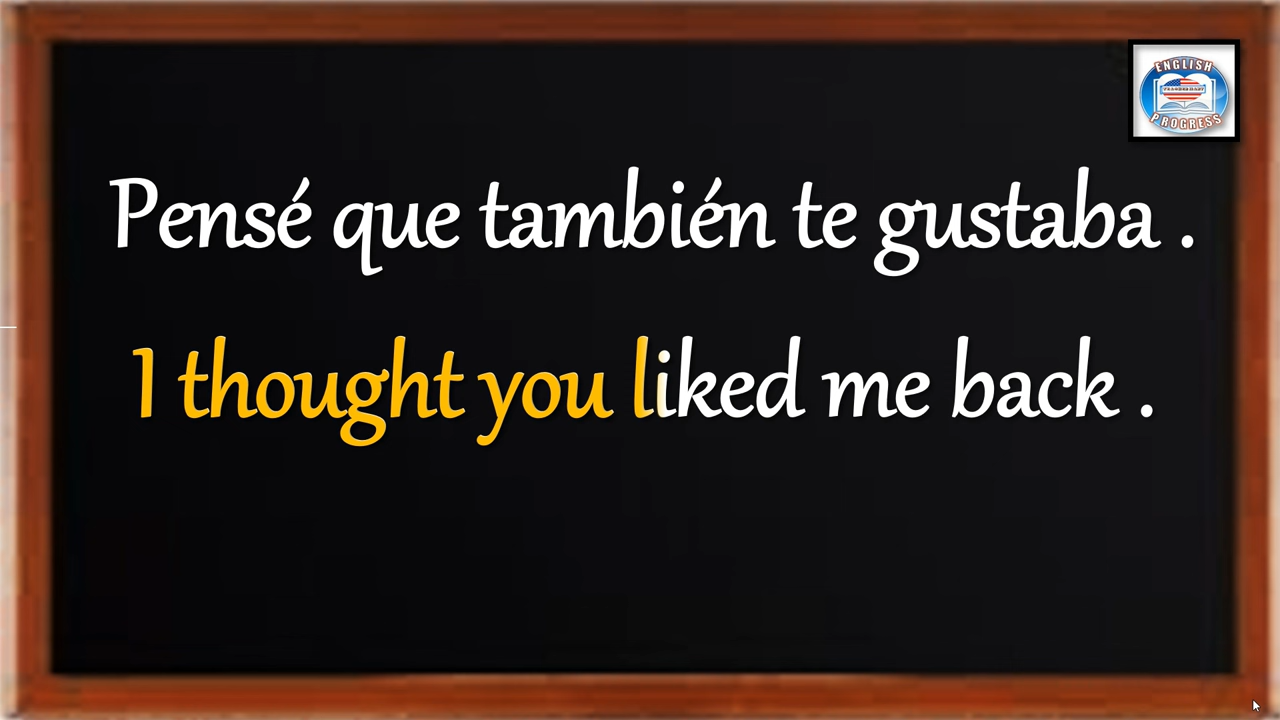 ENGLISH
PROGRESS
Pensé que también te gustaba .
I thought you liked me back .